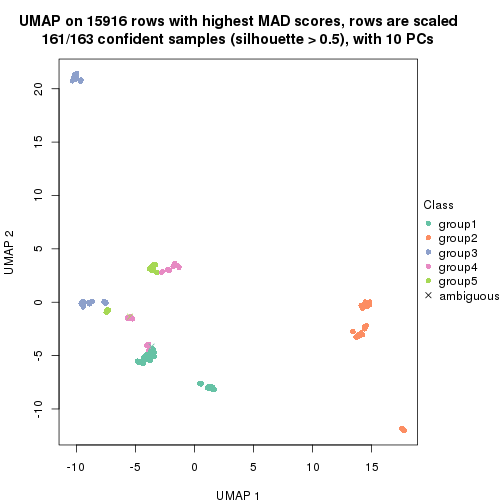 UMAP on 15916 rows with highest MAD scores, rows are scaled
161/163 confident samples (silhouette > 0.5), with 10 PCs
20
15
10
5
0
-5
-10
UMAP 2
-10
-5
0
5
10
15
UMAP 1
Class
group1
group2
group3
group4
group5
ambiguous